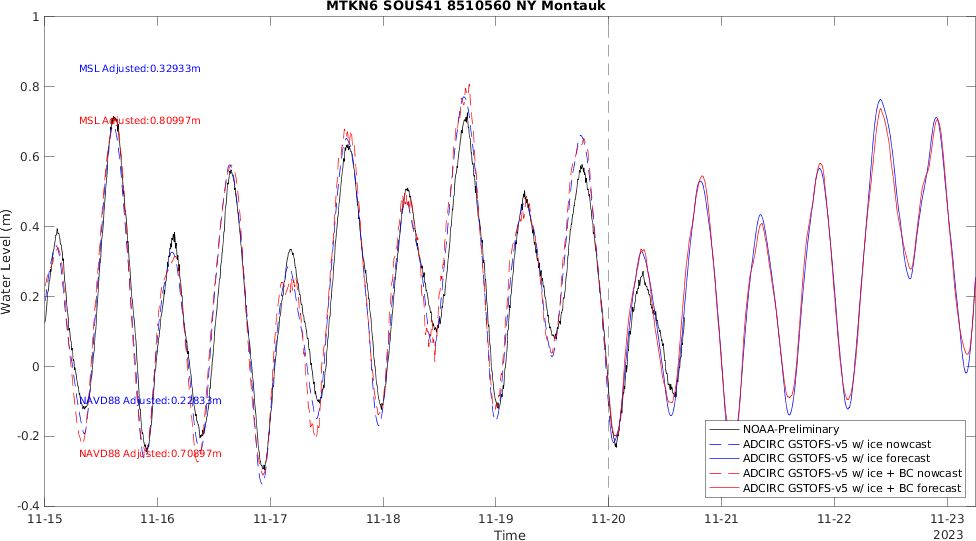 MTKN6 SOUS41 8510560 NY Montauk
1
0.8
0.6
0.4
0.2
0
-0.2
-0.4
Water Level (m)
MSL Adjusted:0.32933m
MSL Adjusted:0.80997m
NAVD88 Adjusted:0.22833m
NAVD88 Adjusted:0.70897m
NOAA-Preliminary
ADCIRC GSTOFS-v5 w/ ice nowcast
ADCIRC GSTOFS-v5 w/ ice forecast
ADCIRC GSTOFS-v5 w/ ice + BC nowcast
ADCIRC GSTOFS-v5 w/ ice + BC forecast
11-15 11-16 11-17 11-18 11-19 11-20 11-21 11-22 11-23
Time
2023